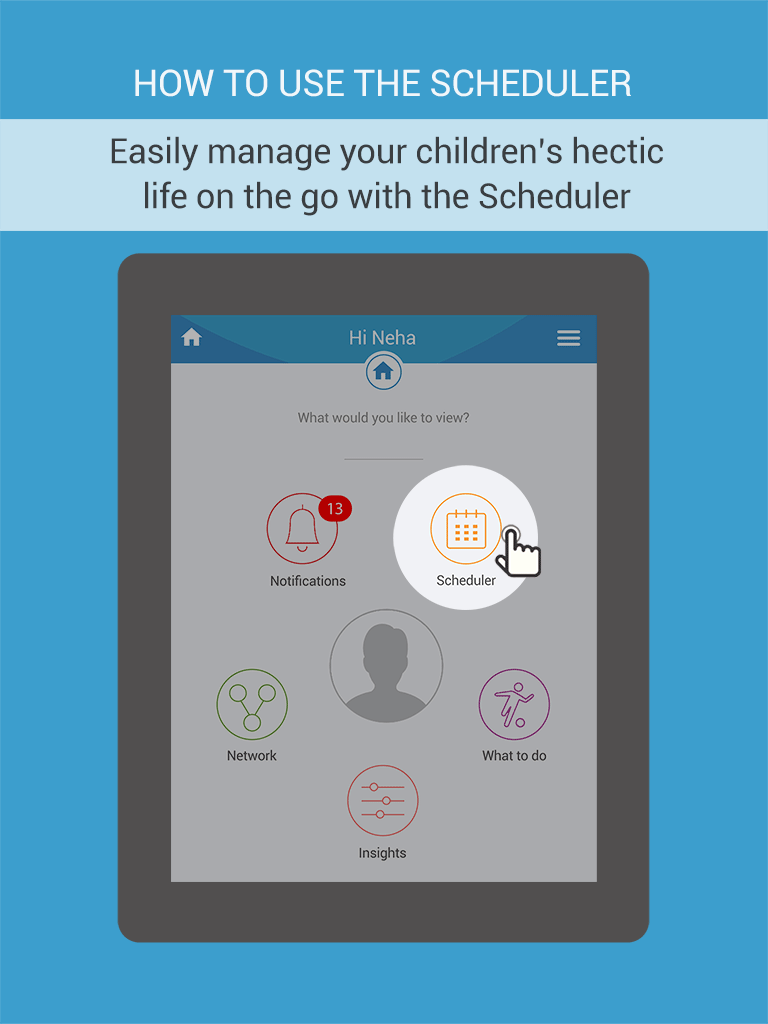 HOW TO USE THE SCHEDULER
Easily manage your children's hectic
life on the go with the Scheduler
Hi Neha
What would you like to view?
13
Notifications
Scheduler
Network
What to do
Insights